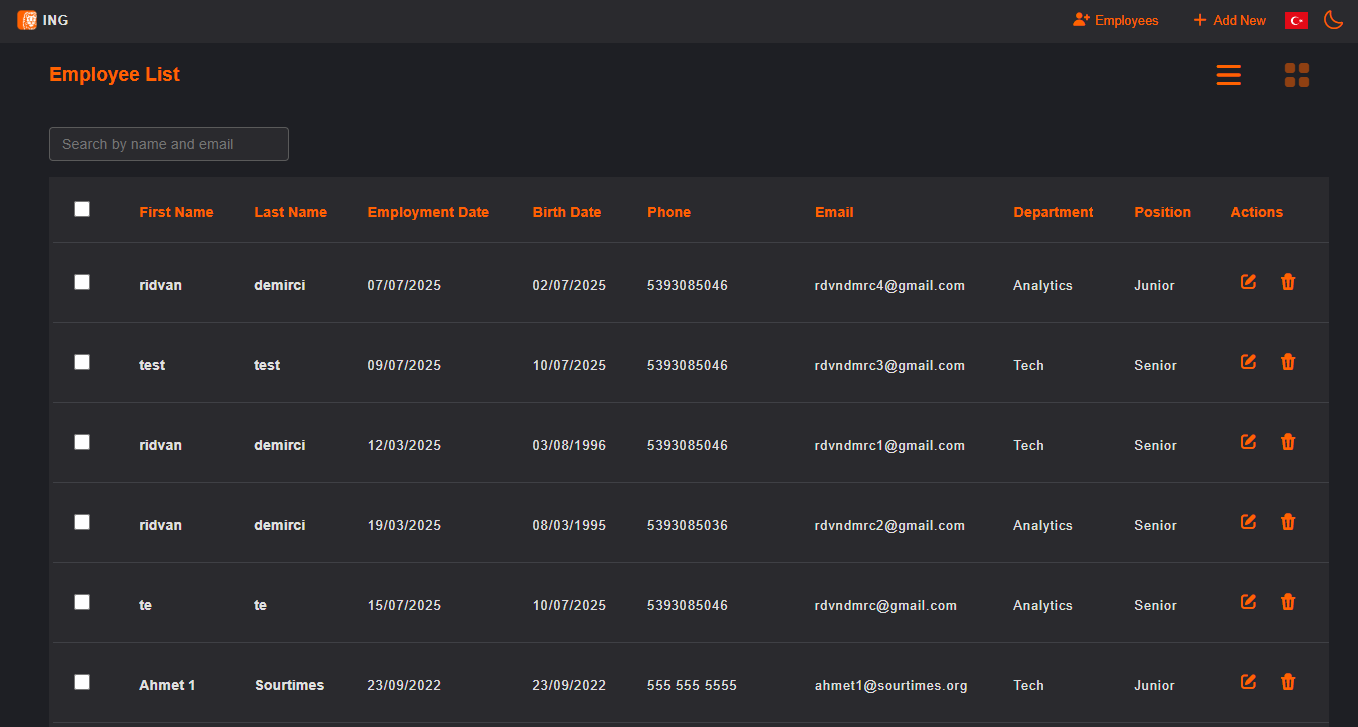 ING Employees Add New
Employee List
Search by name and email
First Name Last Name Employment Date Birth Date Phone Email Department Position Actions
ridvan demirci 07/07/2025 02/07/2025 5393085046 rdvndmrc4@gmail.com Analytics Junior
test test 09/07/2025 10/07/2025 5393085046 rdvndmrc3@gmail.com Tech Senior
ridvan demirci 12/03/2025 03/08/1996 5393085046 rdvndmrc1@gmail.com Tech Senior
ridvan demirci 19/03/2025 08/03/1995 5393085036 rdvndmrc2@gmail.com Analytics Senior
te te 15/07/2025 10/07/2025 5393085046 rdvndmrc@gmail.com Analytics Senior
Ahmet 1 Sourtimes 23/09/2022 23/09/2022 555 555 5555 ahmet1@sourtimes.org Tech Junior